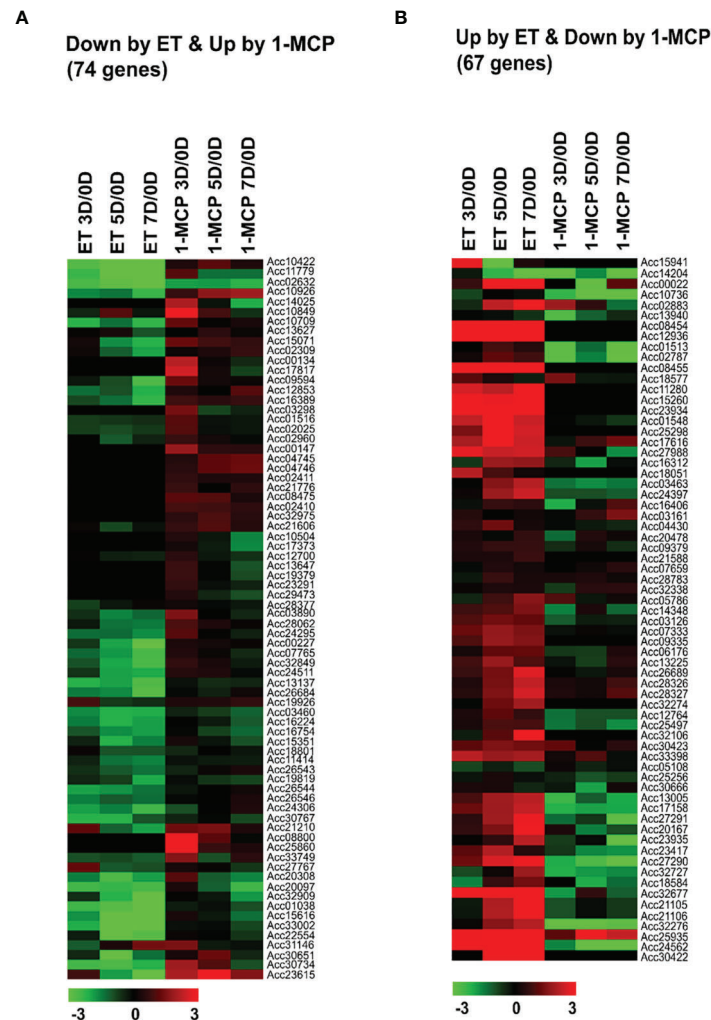 A
Down by ET & Up by 1-MCP
(74 genes)
ET 3D/0D
ET 5D/0D
ET 7D/0D
1-MCP 3D/0D
1-MCP 5D/0D
1-MCP 7D/0D
Acc10422
Acc11779
Acc02632
Acc10926
Acc14025
Acc10849
Acc10709
Acc13627
Acc15071
Acc02309
Acc00134
Acc17817
Acc09594
Acc12853
Acc16389
Acc03298
Acc01516
Acc02025
Acc02960
Acc00147
Acc04745
Acc04746
Acc02411
Acc21776
Acc08475
Acc02410
Acc32975
Acc21606
Acc10504
Acc17373
Acc12700
Acc13647
Acc19379
Acc23291
Acc29473
Acc28377
Acc03890
Acc28062
Acc24295
Acc00227
Acc07765
Acc32849
Acc24511
Acc13137
Acc26684
Acc19926
Acc03460
Acc16224
Acc16754
Acc15351
Acc18801
Acc11414
Acc26543
Acc19819
Acc26544
Acc26546
Acc24306
Acc30767
Acc21210
Acc08800
Acc25860
Acc33749
Acc27767
Acc20308
Acc20097
Acc32909
Acc01038
Acc15616
Acc33002
Acc22554
Acc31146
Acc30651
Acc30734
Acc23615
-3 0 3
B
Up by ET & Down by 1-MCP
(67 genes)
ET 3D/0D
ET 5D/0D
ET 7D/0D
1-MCP 3D/0D
1-MCP 5D/0D
1-MCP 7D/0D
Acc15941
Acc14204
Acc00022
Acc10736
Acc02883
Acc13940
Acc08454
Acc12936
Acc01513
Acc02787
Acc08455
Acc18577
Acc11280
Acc15260
Acc23934
Acc01548
Acc25298
Acc17616
Acc27988
Acc16312
Acc18051
Acc03463
Acc24397
Acc16406
Acc03161
Acc04430
Acc20478
Acc09379
Acc21588
Acc07659
Acc28783
Acc32338
Acc05786
Acc14348
Acc03126
Acc07333
Acc09335
Acc06176
Acc13225
Acc26689
Acc28326
Acc28327
Acc32274
Acc12764
Acc25497
Acc32106
Acc30423
Acc33398
Acc05108
Acc25256
Acc30666
Acc13005
Acc17158
Acc27291
Acc20167
Acc23935
Acc23417
Acc27290
Acc32727
Acc18584
Acc32677
Acc21105
Acc21106
Acc32276
Acc25935
Acc24562
Acc30422
-3 0 3